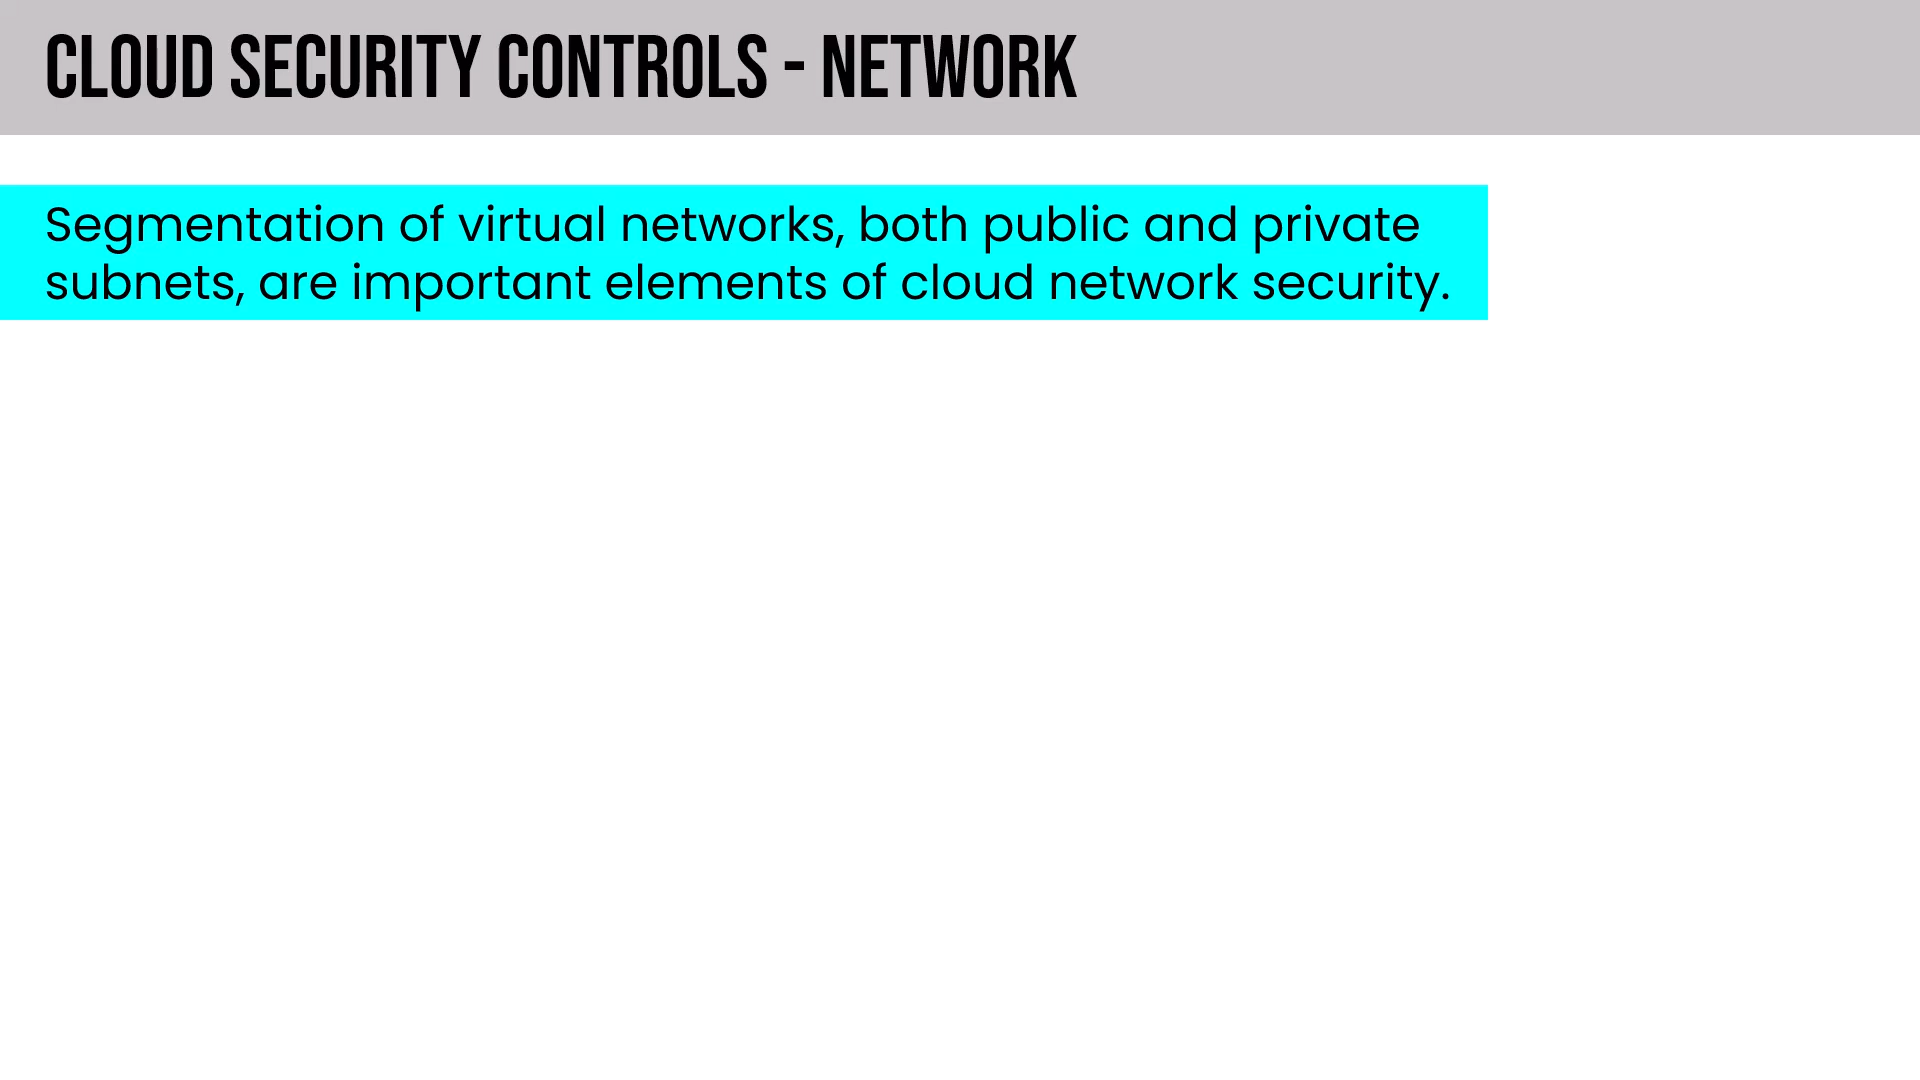 CLOUD SECURITY CONTROLS - NETWORK
Segmentation of virtual networks, both public and private
subnets, are important elements of cloud network security.